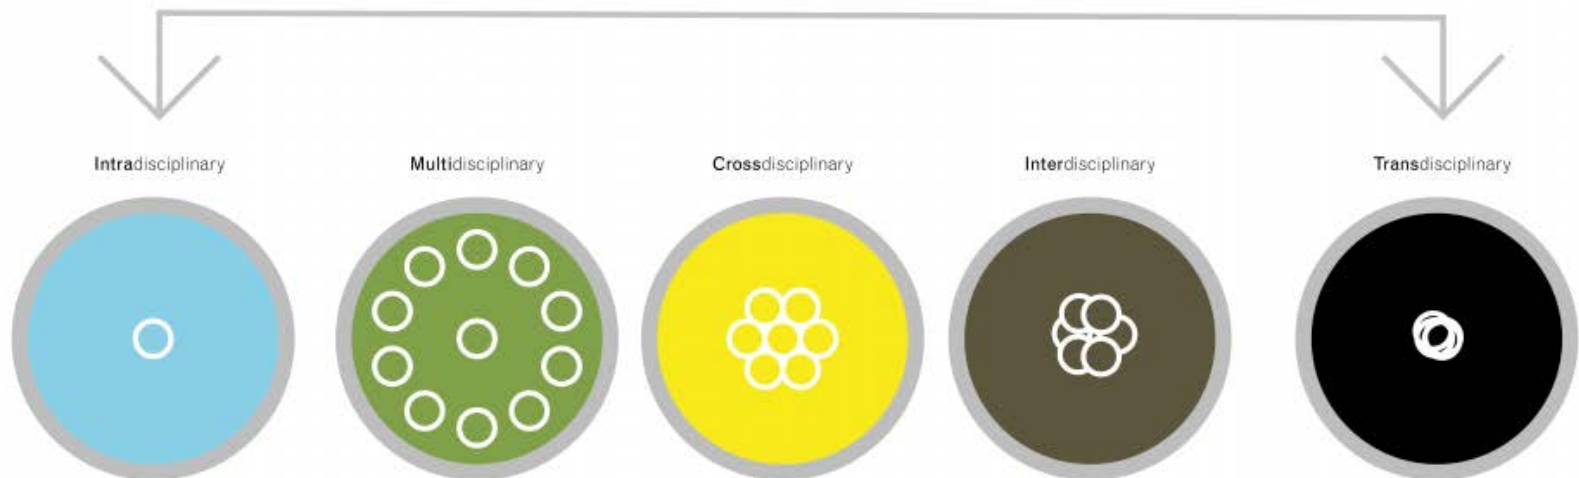 Intradisciplinary
Multidisciplinary
Crossdisciplinary
Interdisciplinary
Transdisciplinary